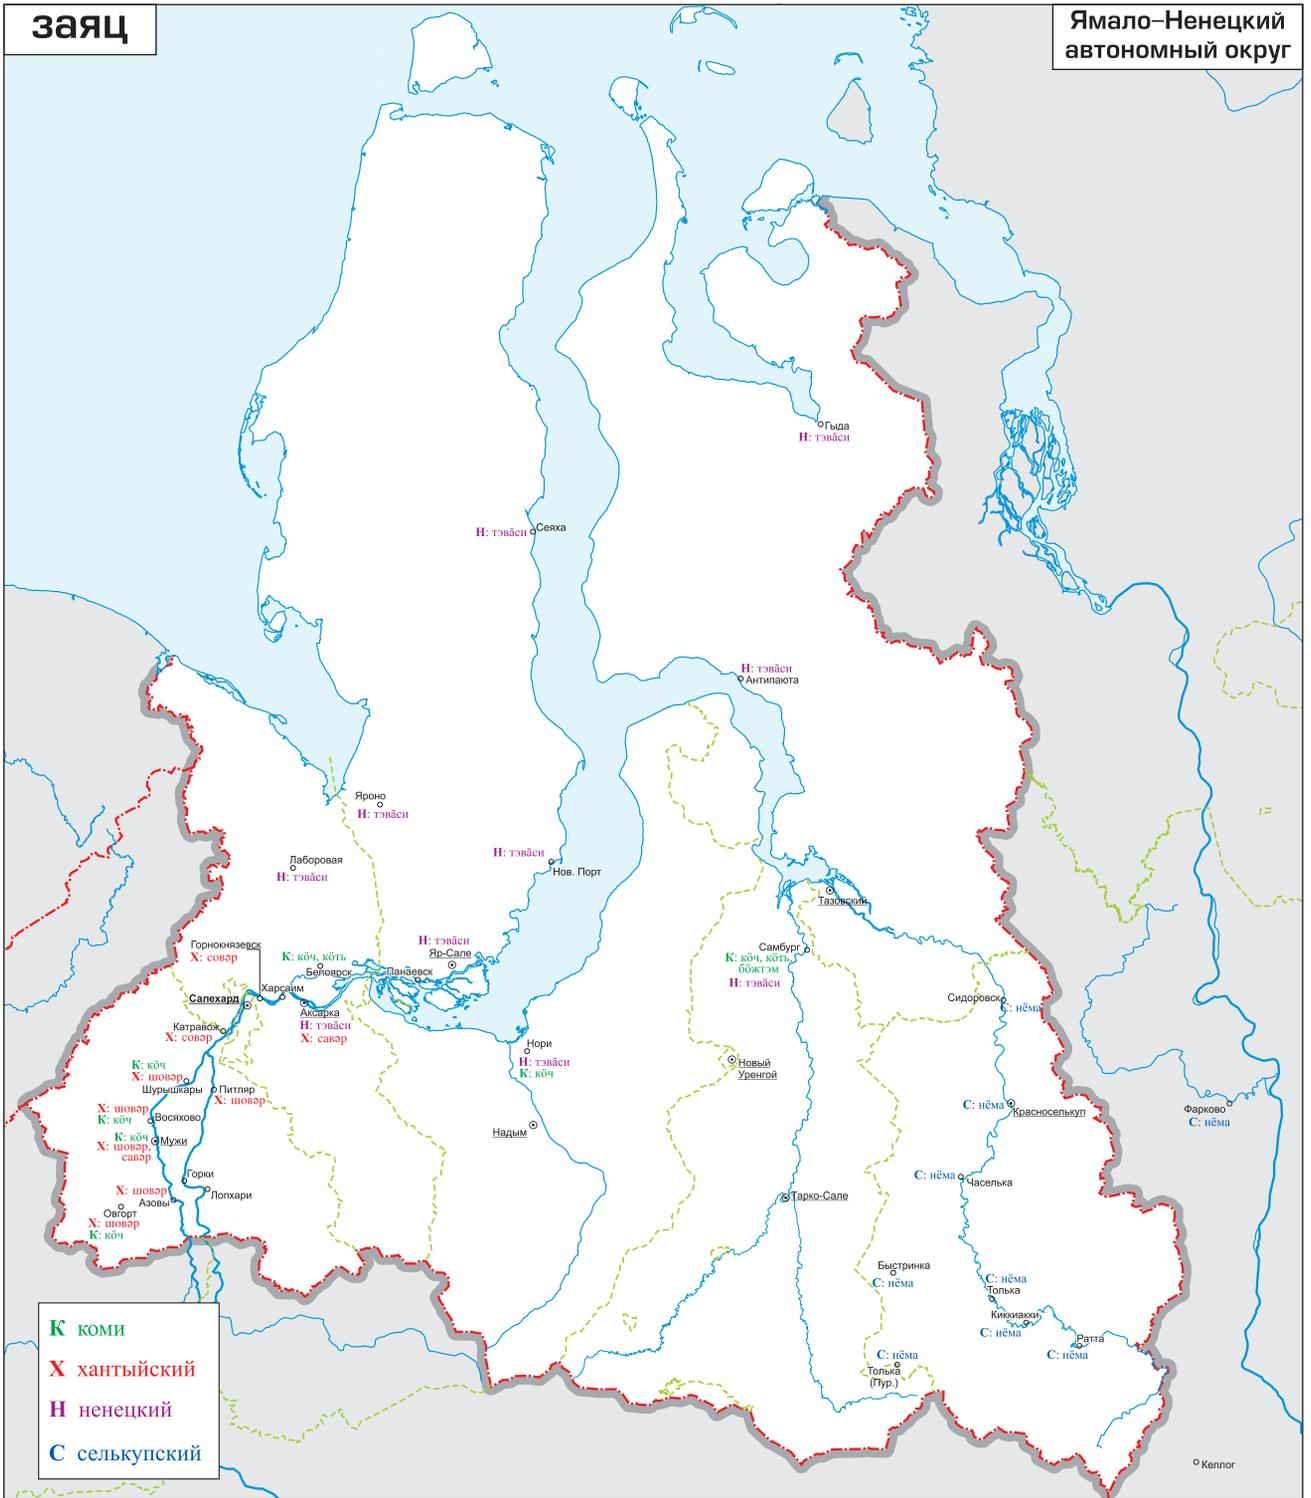 заяц
Ямало–Ненецкий
автономный округ
Гыда
Н: тэвăси
Н: тэвăси
Сеяха
Н: тэвăси
Антипаюта
Яроно
Н: тэвăси
Лаборовая
Н: тэвăси
Н: тэвăси
Нов. Порт
Тазовский
Н: тэвăси
Яр-Сале
Горнокнязевск
Х: совәр
К: кӧч, кӧть
Белоярск
Панаевск
Самбург
К: кӧч, кӧть,
бӧжтэм
Н: тэвăси
Салехард
Харсаим
Аксарка
Н: тэвăси
Х: савәр
Сидоровск
С: нёма
Катравож
Х: совәр
Нори
Н: тэвăси
К: кӧч
Новый
Уренгой
К: кӧч
Х: шовәр
Шурышкары
Питляр
Х: шовәр
Х: шовәр
К: кӧч
Восяхово
С: нёма
Красноселькуп
Фарково
С: нёма
Надым
К: кӧч
Х: шовәр,
савәр
Мужи
Горки
Лопхари
С: нёма
Часелька
Х: шовәр
Азовы
Овгорт
Х: шовәр
К: кӧч
Тарко-Сале
Быстринка
С: нёма
С: нёма
Толька
Киккиакки
С: нёма
Ратта
С: нёма
С: нёма
Толька
(Пур.)
К коми
Х хантыйский
Н ненецкий
С селькупский
Келлог